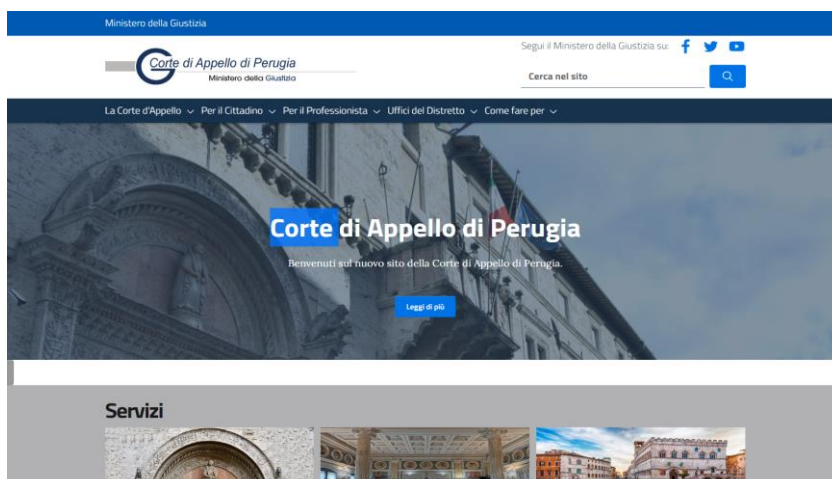 Ministero della Giustizia
Segui il Ministero della Giustizia su:
Corte di Appello di Perugia
Ministero della Giustizia
Cerca nel sito
La Corte d'Appello Per il Cittadino Per il Professionista Uffici del Distretto Come fare per
Corte di Appello di Perugia
Benvenuti sul nuovo sito della Corte di Appello di Perugia.
Leggi di più
Servizi